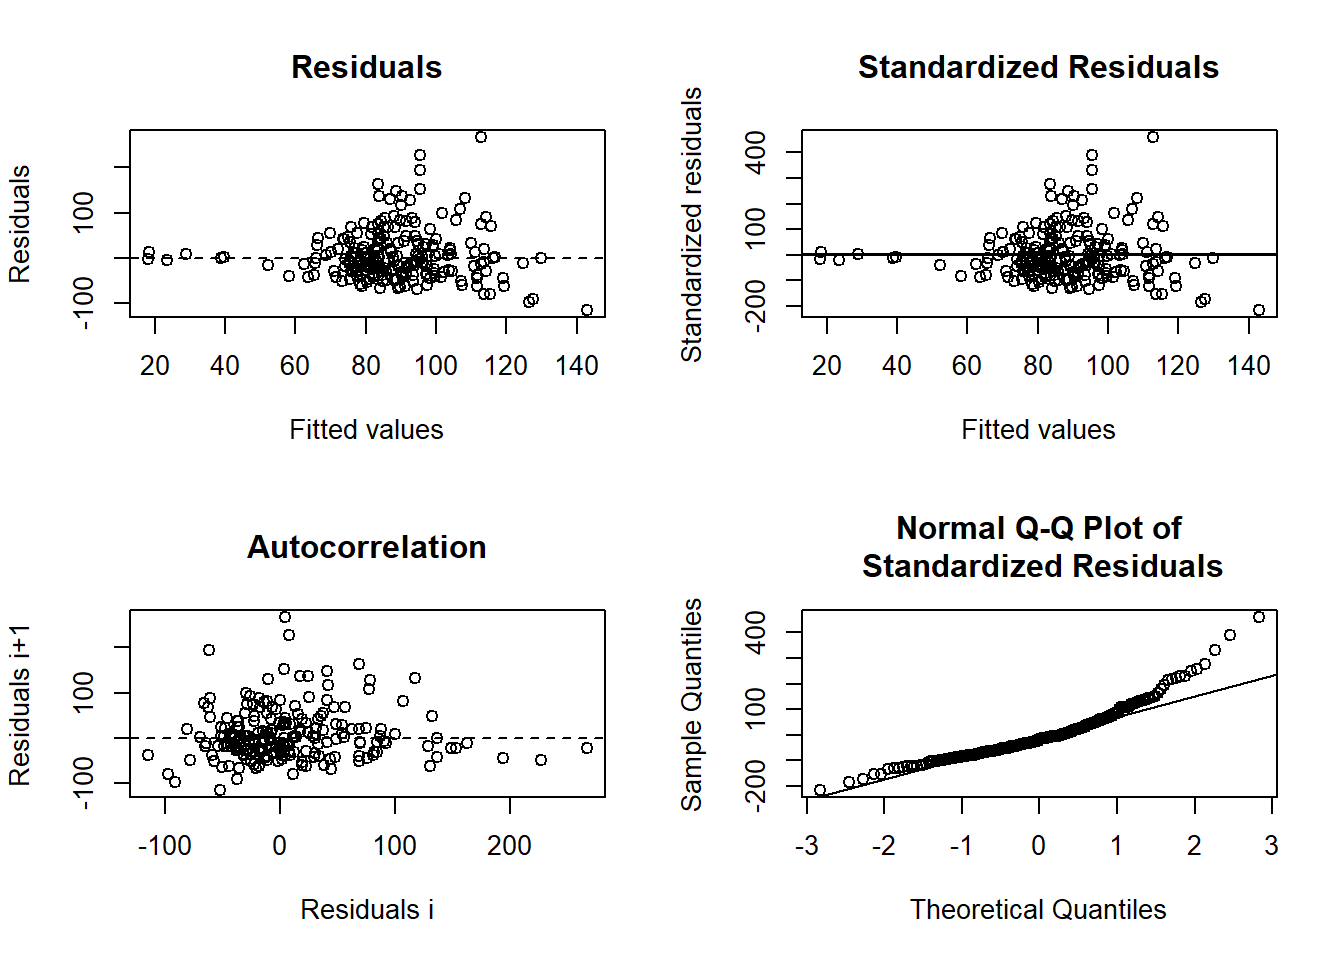 Residuals
Residuals
-100 100
20 40 60 80 100 120 140
Fitted values
Standardized Residuals
Standardized residuals
-200 100 400
20 40 60 80 100 120 140
Fitted values
Autocorrelation
Residuals i+1
-100 100
-100 0 100 200
Residuals i
Normal Q-Q Plot of
Standardized Residuals
Sample Quantiles
-200 100 400
-3 -2 -1 0 1 2 3
Theoretical Quantiles